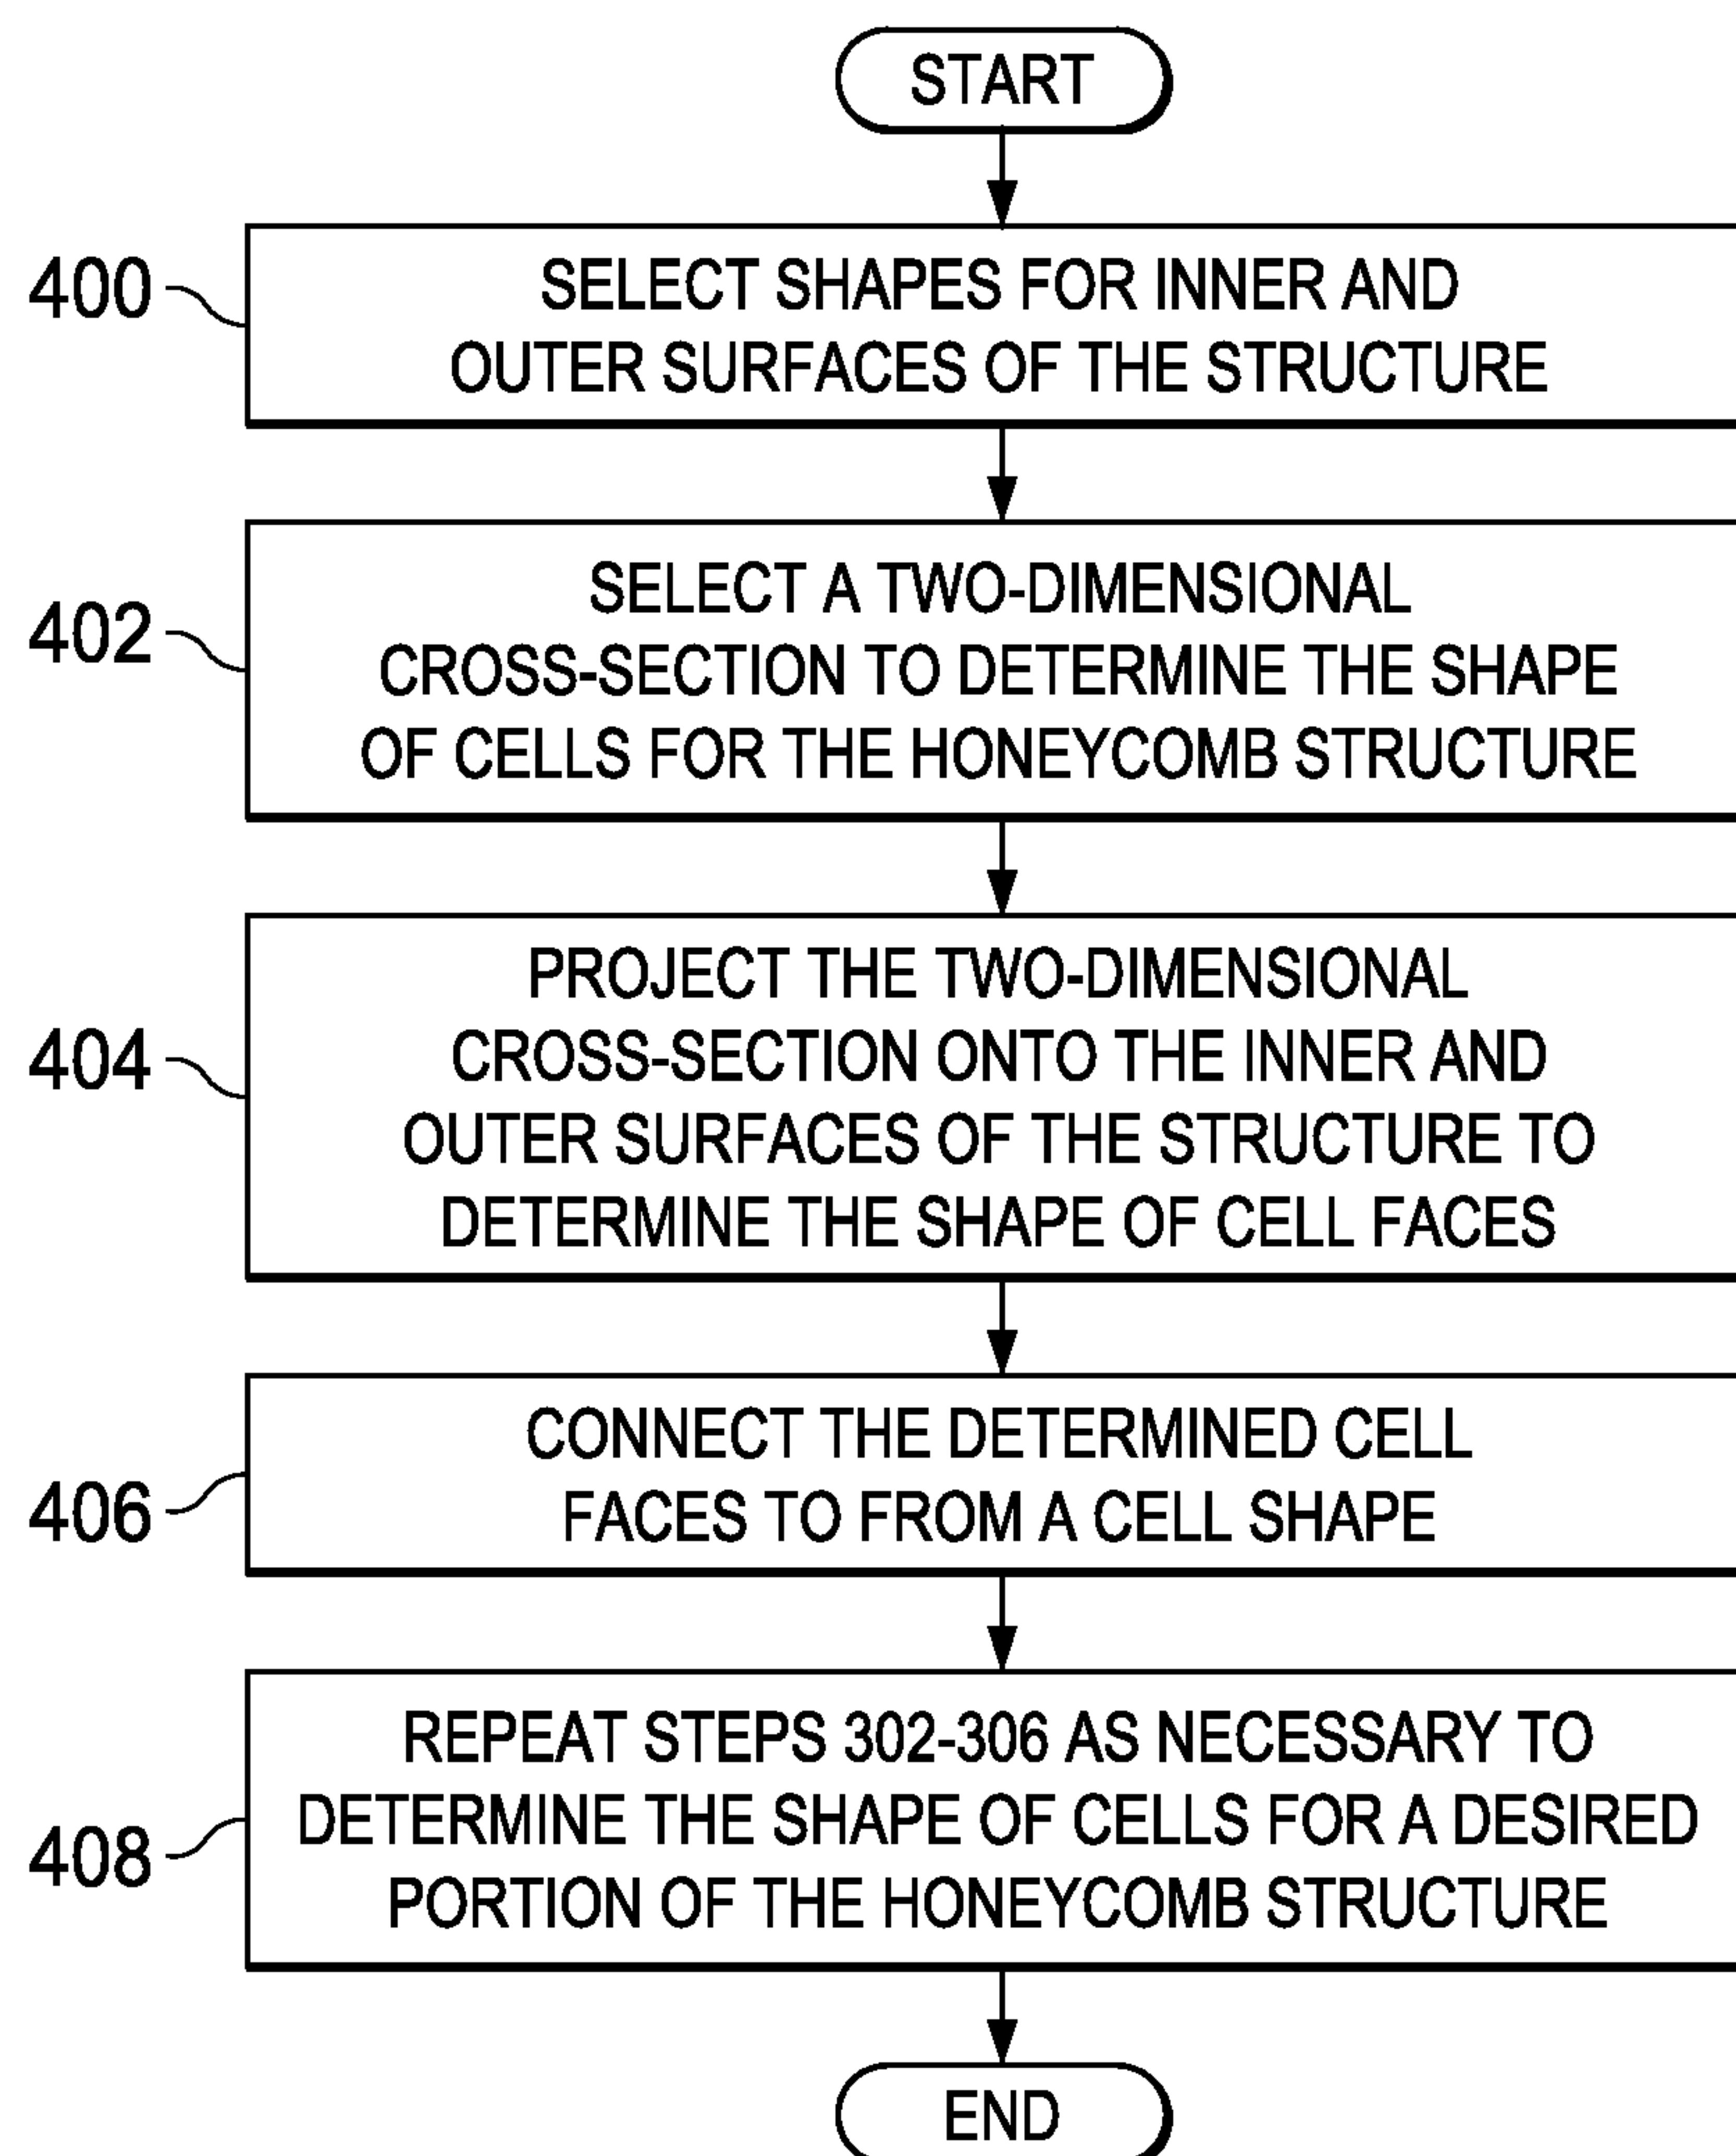 START
400
SELECT SHAPES FOR INNER AND
OUTER SURFACES OF THE STRUCTURE
402
SELECT A TWO-DIMENSIONAL
CROSS-SECTION TO DETERMINE THE SHAPE
OF CELLS FOR THE HONEYCOMB STRUCTURE
404
PROJECT THE TWO-DIMENSIONAL
CROSS-SECTION ONTO THE INNER AND
OUTER SURFACES OF THE STRUCTURE TO
DETERMINE THE SHAPE OF CELL FACES
406
CONNECT THE DETERMINED CELL
FACES TO FROM A CELL SHAPE
408
REPEAT STEPS 302-306 AS NECESSARY TO
DETERMINE THE SHAPE OF CELLS FOR A DESIRED
PORTION OF THE HONEYCOMB STRUCTURE
END